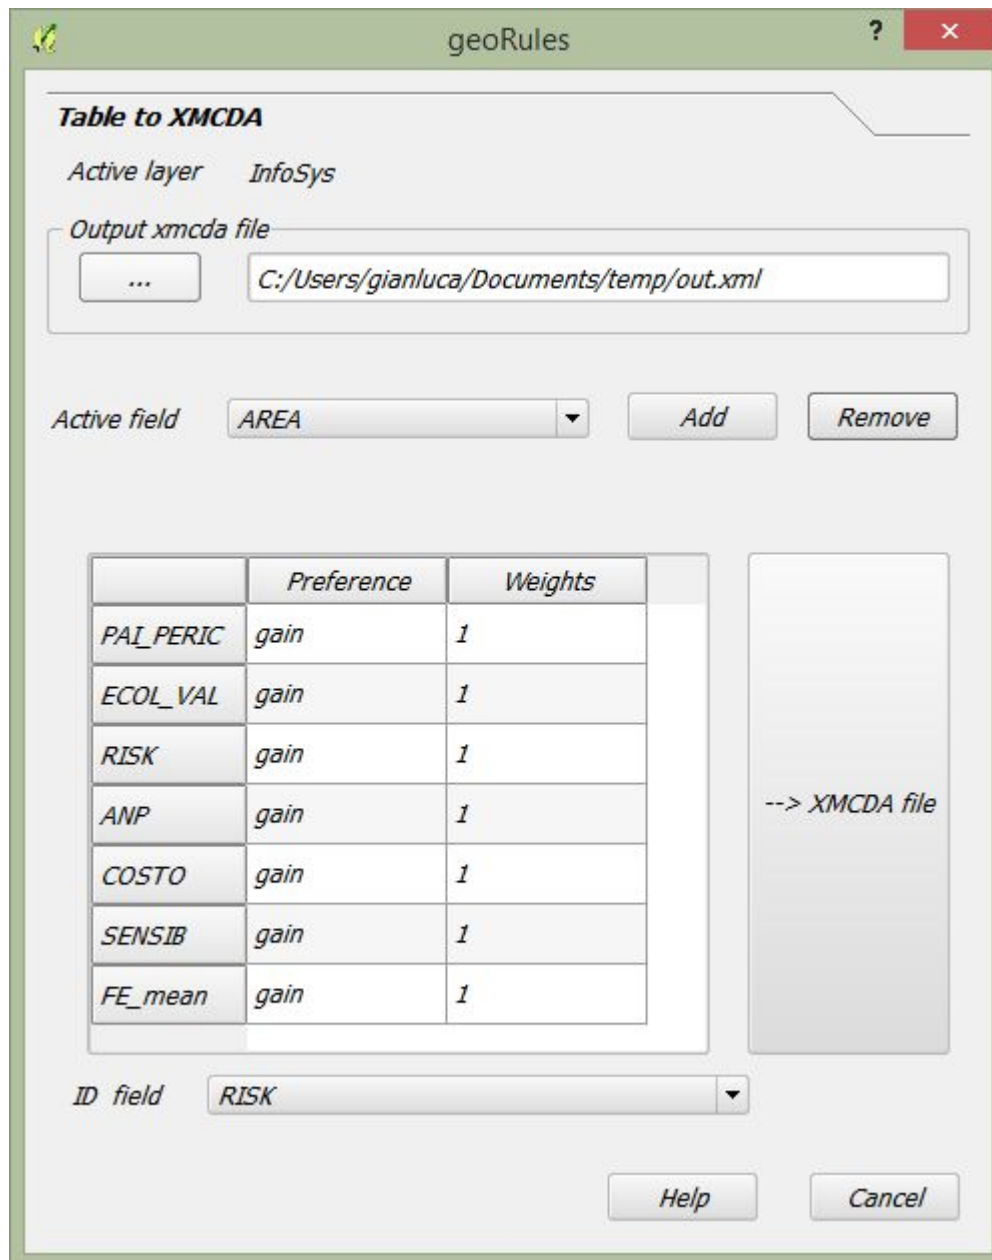 geoRules ? ×
Table to XMCDA
Active layer InfoSys
Output xmcda file
... C:/Users/gianluca/Documents/temp/out.xml
Active field AREA Add Remove
Preference Weights
PAI_PERIC gain 1
ECOL_VAL gain 1
RISK gain 1
ANP gain 1
--> XMCDA file
COSTO gain 1
SENSIB gain 1
FE_mean gain 1
ID field RISK
Help Cancel